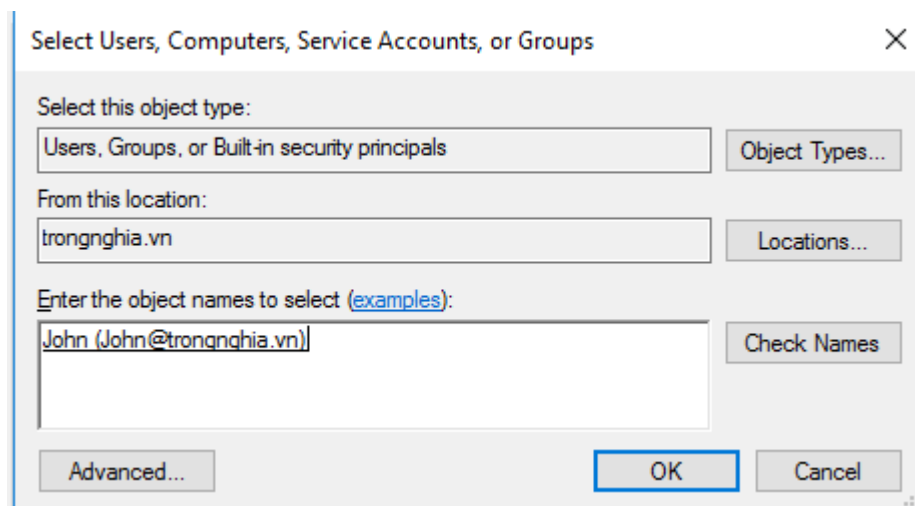 Select Users, Computers, Service Accounts, or Groups
Select this object type:
Users, Groups, or Built-in security principals
Object Types...
From this location:
trongnghia.vn
Locations...
Enter the object names to select (examples):
John (John@trongnghia.vn)
Check Names
Advanced...
OK
Cancel